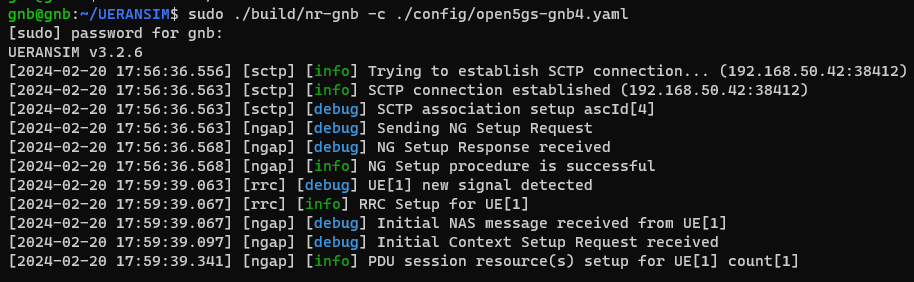 gnb@gnb:~/UERANSIM$ sudo ./build/nr-gnb -c ./config/open5gs-gnb4.yaml
[sudo] password for gnb:
UERANSIM v3.2.6
[2024-02-20 17:56:36.556] [sctp] [info] Trying to establish SCTP connection... (192.168.50.42:38412)
[2024-02-20 17:56:36.563] [sctp] [info] SCTP connection established (192.168.50.42:38412)
[2024-02-20 17:56:36.563] [sctp] [debug] SCTP association setup ascId[4]
[2024-02-20 17:56:36.563] [ngap] [debug] Sending NG Setup Request
[2024-02-20 17:56:36.568] [ngap] [debug] NG Setup Response received
[2024-02-20 17:56:36.568] [ngap] [info] NG Setup procedure is successful
[2024-02-20 17:59:39.063] [rrc] [debug] UE[1] new signal detected
[2024-02-20 17:59:39.067] [rrc] [info] RRC Setup for UE[1]
[2024-02-20 17:59:39.067] [ngap] [debug] Initial NAS message received from UE[1]
[2024-02-20 17:59:39.097] [ngap] [debug] Initial Context Setup Request received
[2024-02-20 17:59:39.341] [ngap] [info] PDU session resource(s) setup for UE[1] count[1]